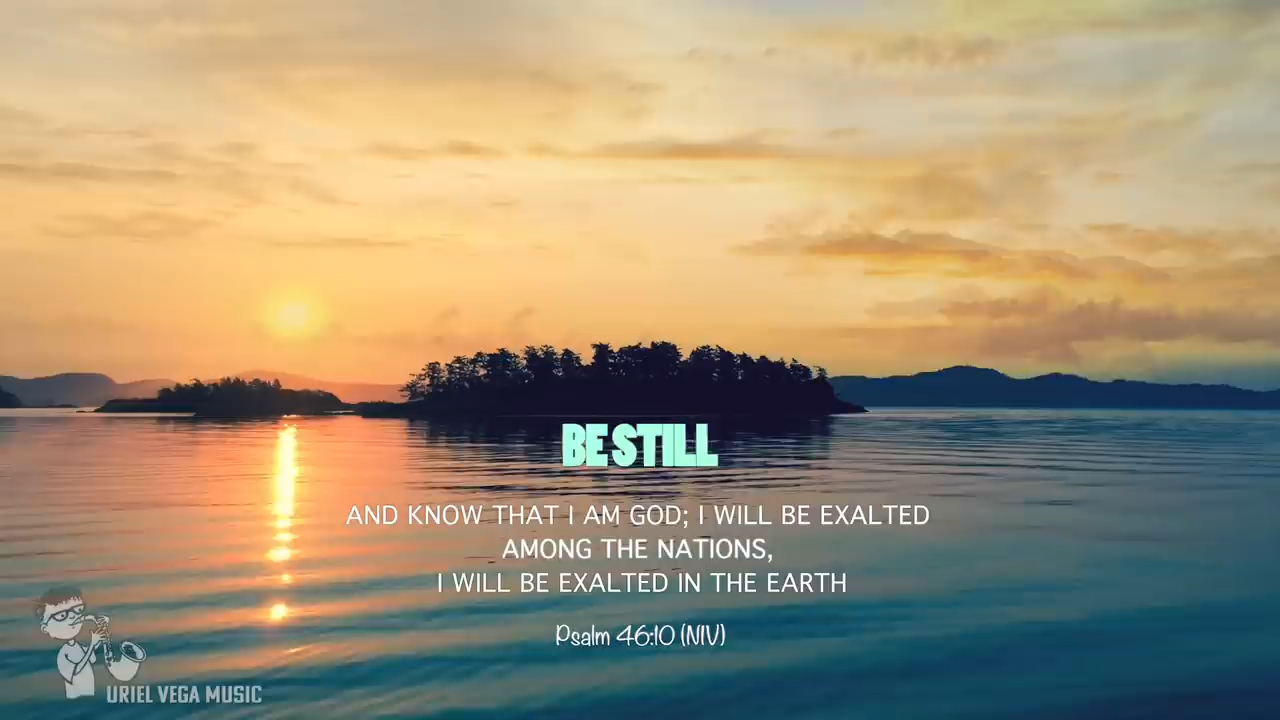 BE STILL
AND KNOW THAT I AM GOD; I WILL BE EXALTED
AMONG THE NATIONS,
I WILL BE EXALTED IN THE EARTH
Psalm 46:10 (NIV)
URIEL VEGA MUSIC